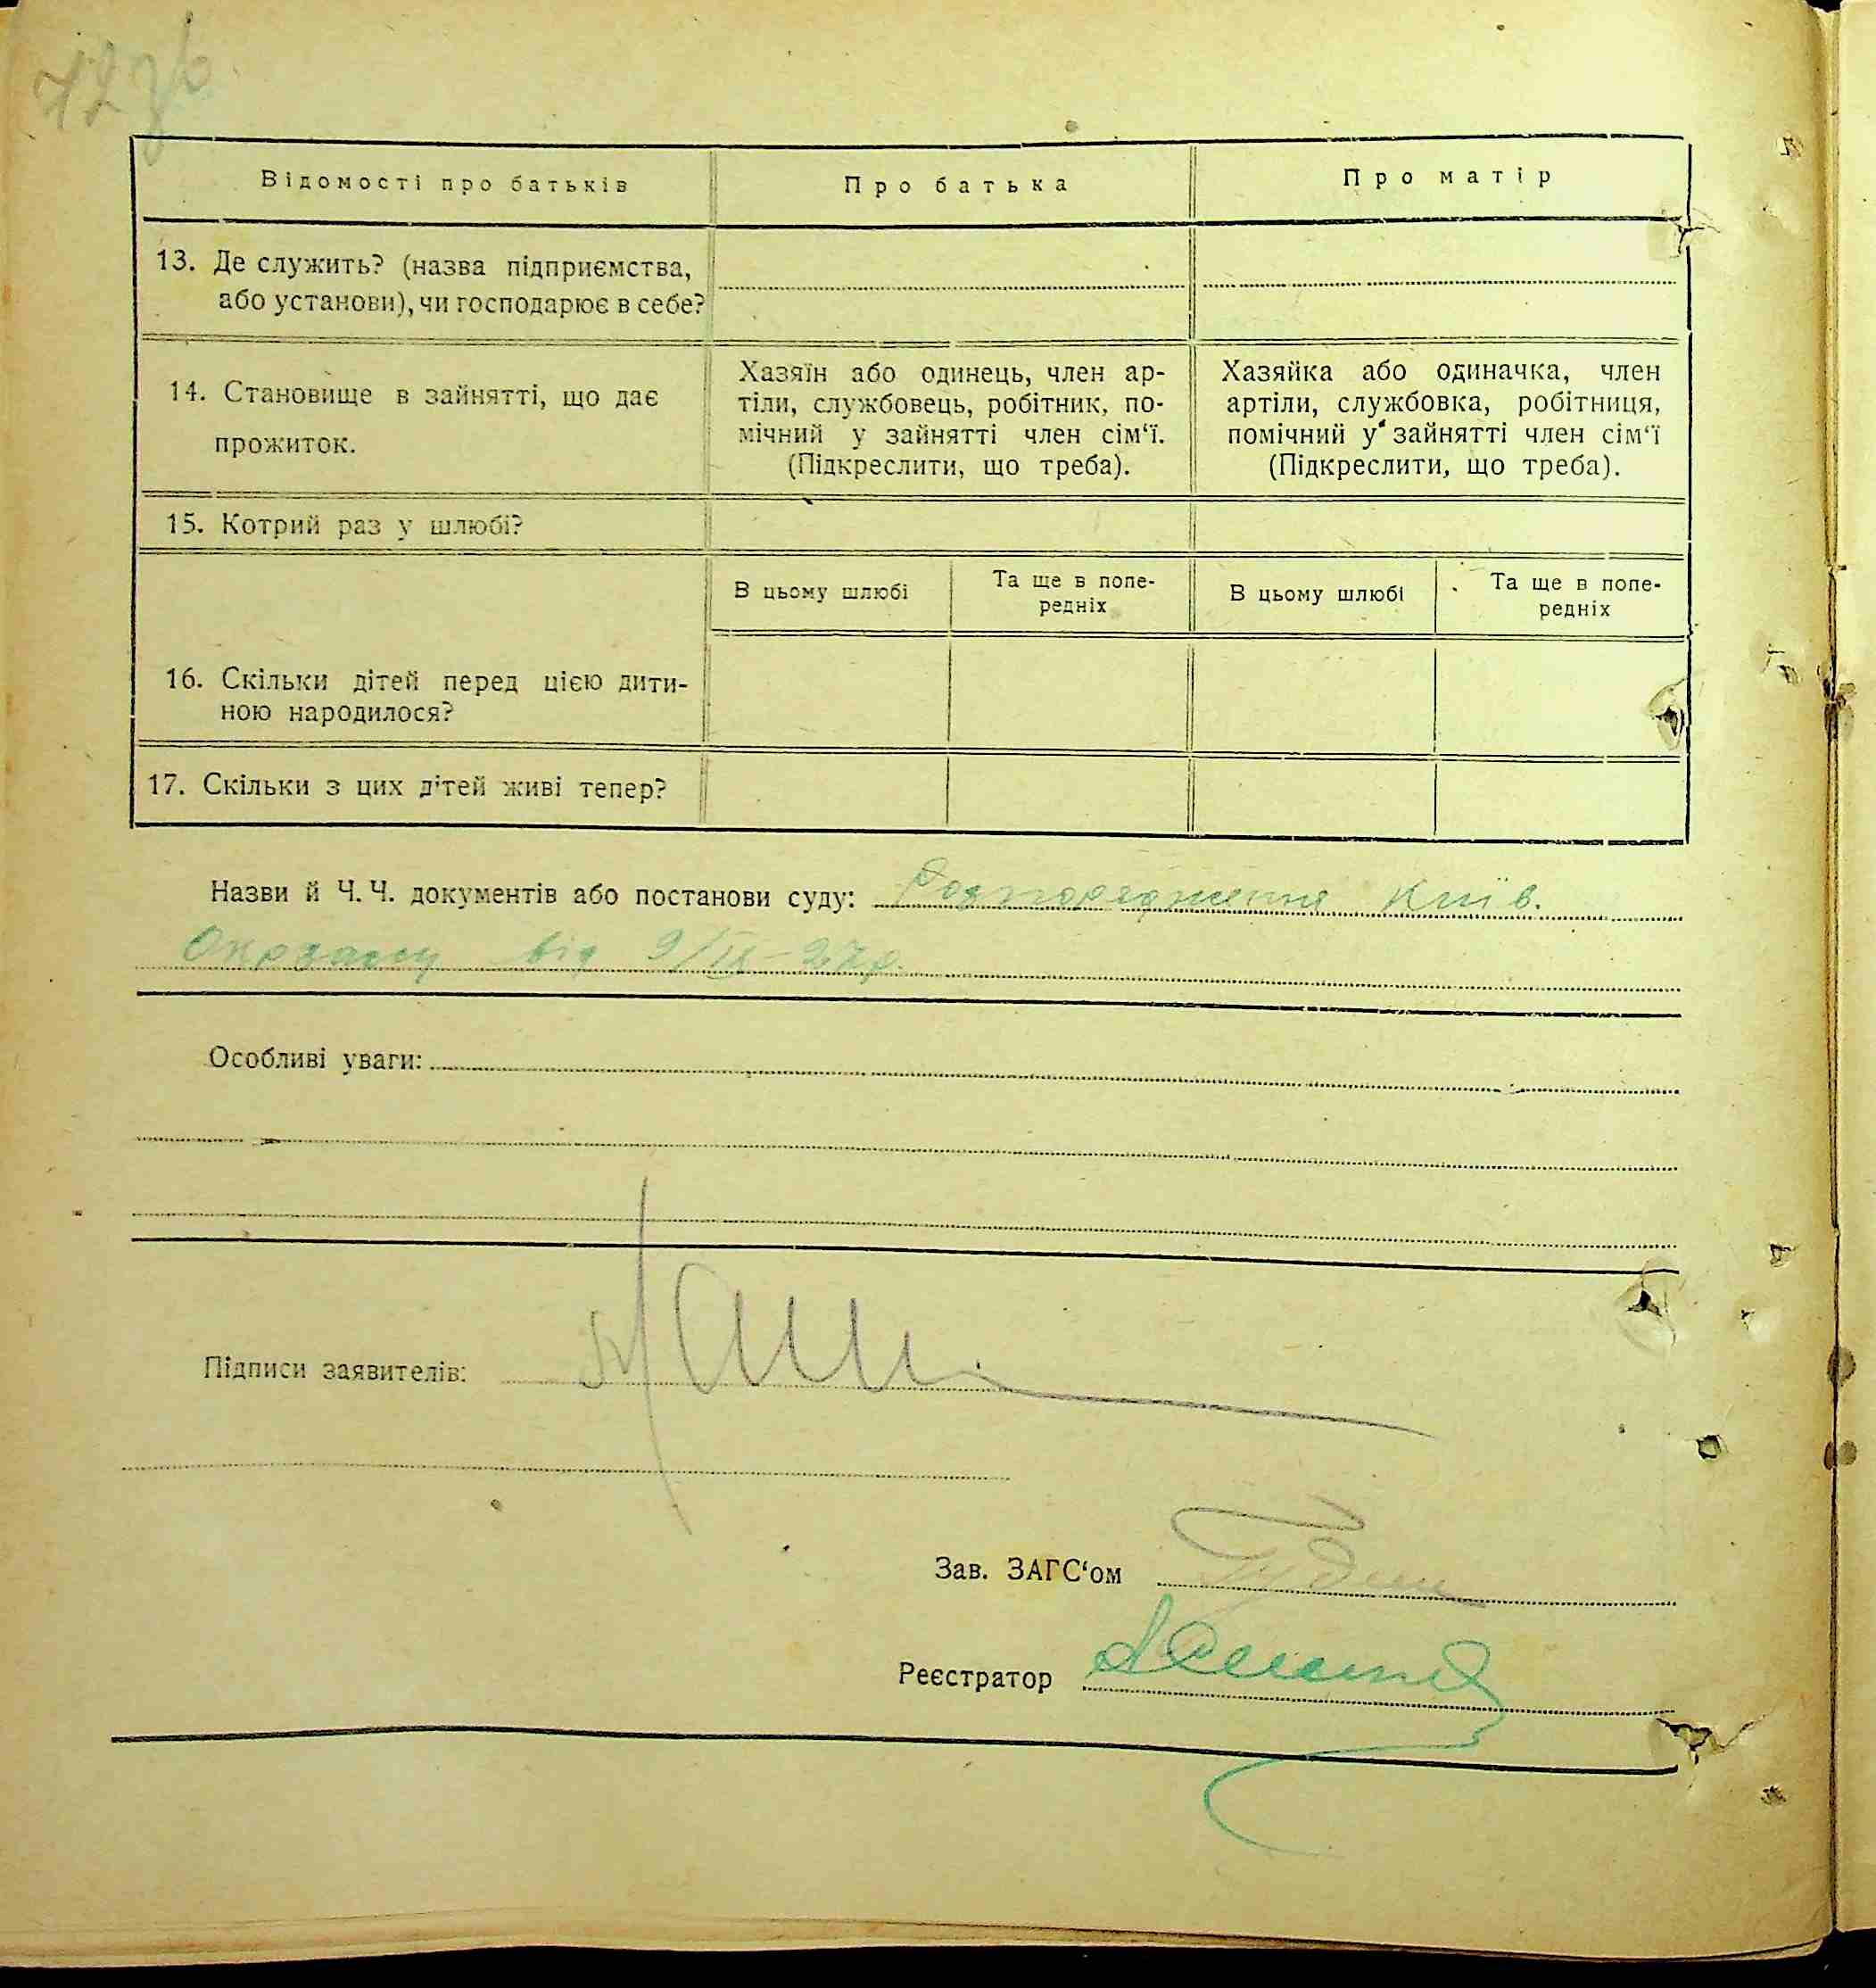 72 зв.
Відомості про батьків
Про батька
Про матір
13. Де служить? (назва підприємства,
або установи), чи господарює в себе?
14. Становище в зайнятті, що дає
прожиток.
Хазяїн або одинець, член ар-
тіли, службовець, робітник, по-
мічний у зайнятті член сім‘ї.
(Підкреслити, що треба).
Хазяйка або одиначка, член
артіли, службовка, робітниця,
помічний у зайнятті член сім‘ї
(Підкреслити, що треба).
15. Котрий раз у шлюбі?
В цьому шлюбі
Та ще в попе-
редніх
В цьому шлюбі
Та ще в попе-
редніх
16. Скільки дітей перед цією дити-
ною народилося?
17. Скільки з цих дітей живі тепер?
Назви й Ч. Ч. документів або постанови суду: Розпорядження Київ.
від 9/IX-27р.
Особливі уваги:
Підписи заявителів:
Зав. ЗАГС‘ом
Реєстратор